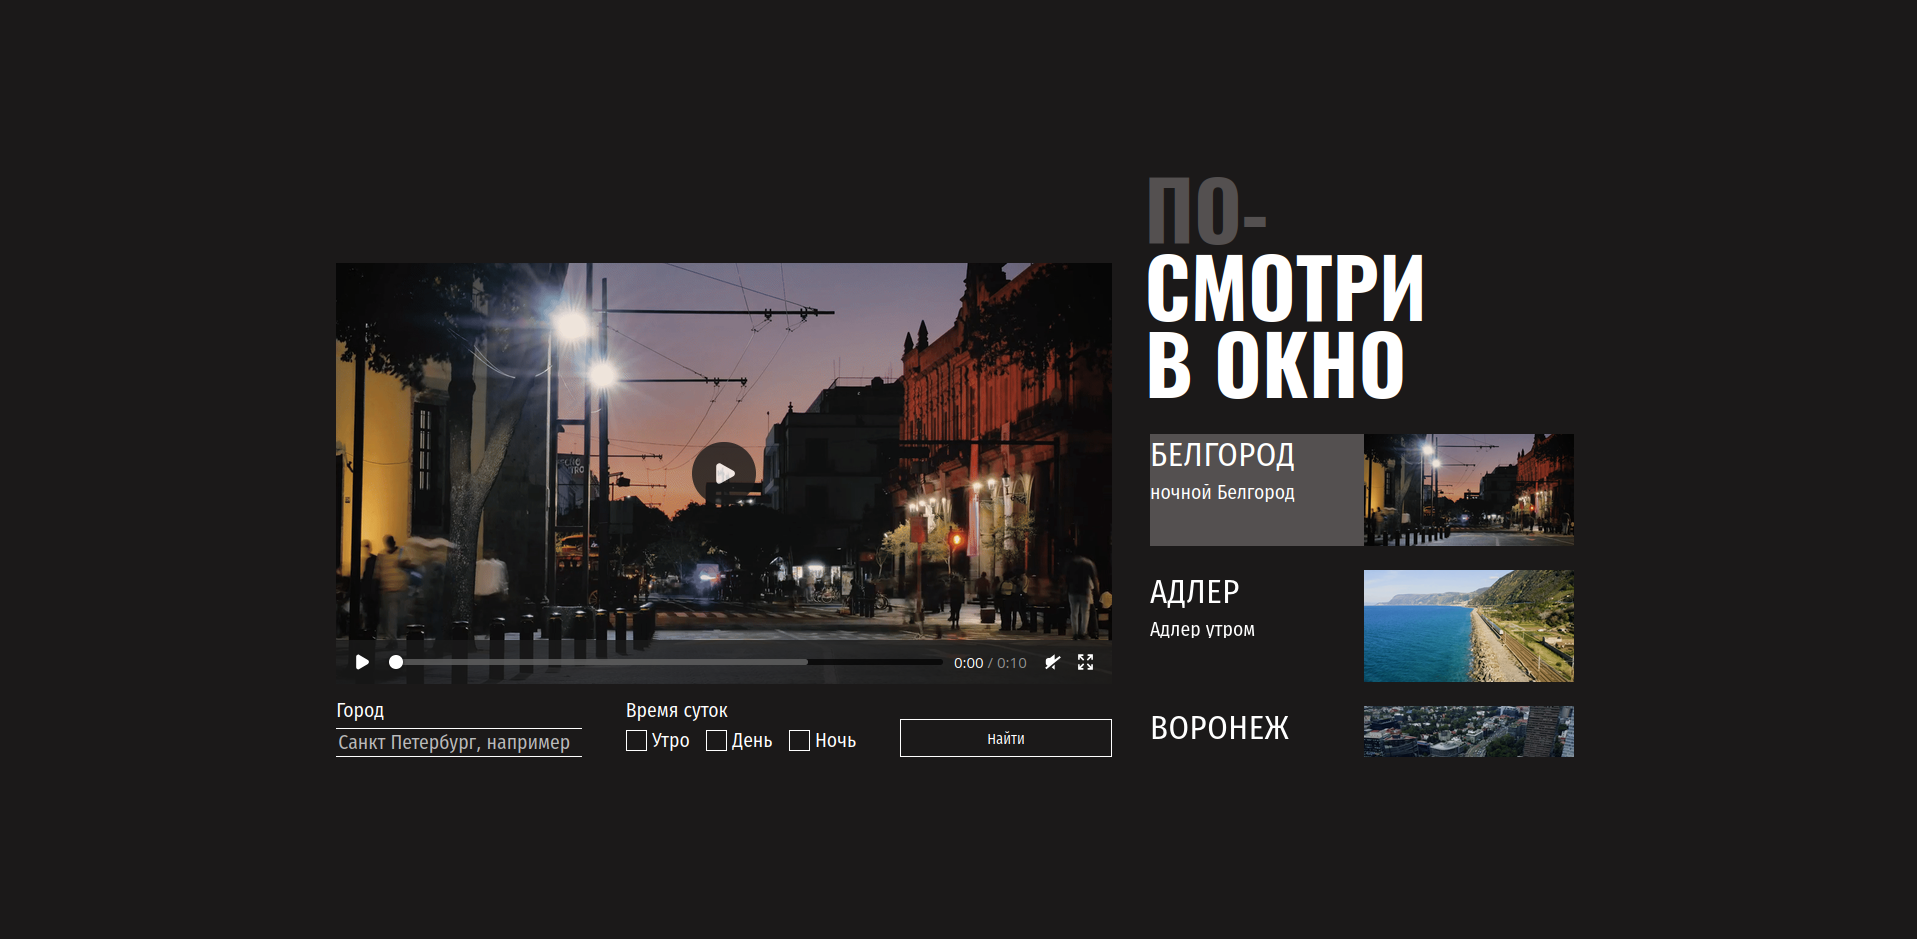 ПО-
СМОТРИ
В ОКНО
0:00 / 0:10
Город
Санкт Петербург, например
Время суток
Утро
День
Ночь
найти
БЕЛГОРОД
ночной Белгород
АДЛЕР
Адлер утром
ВОРОНЕЖ